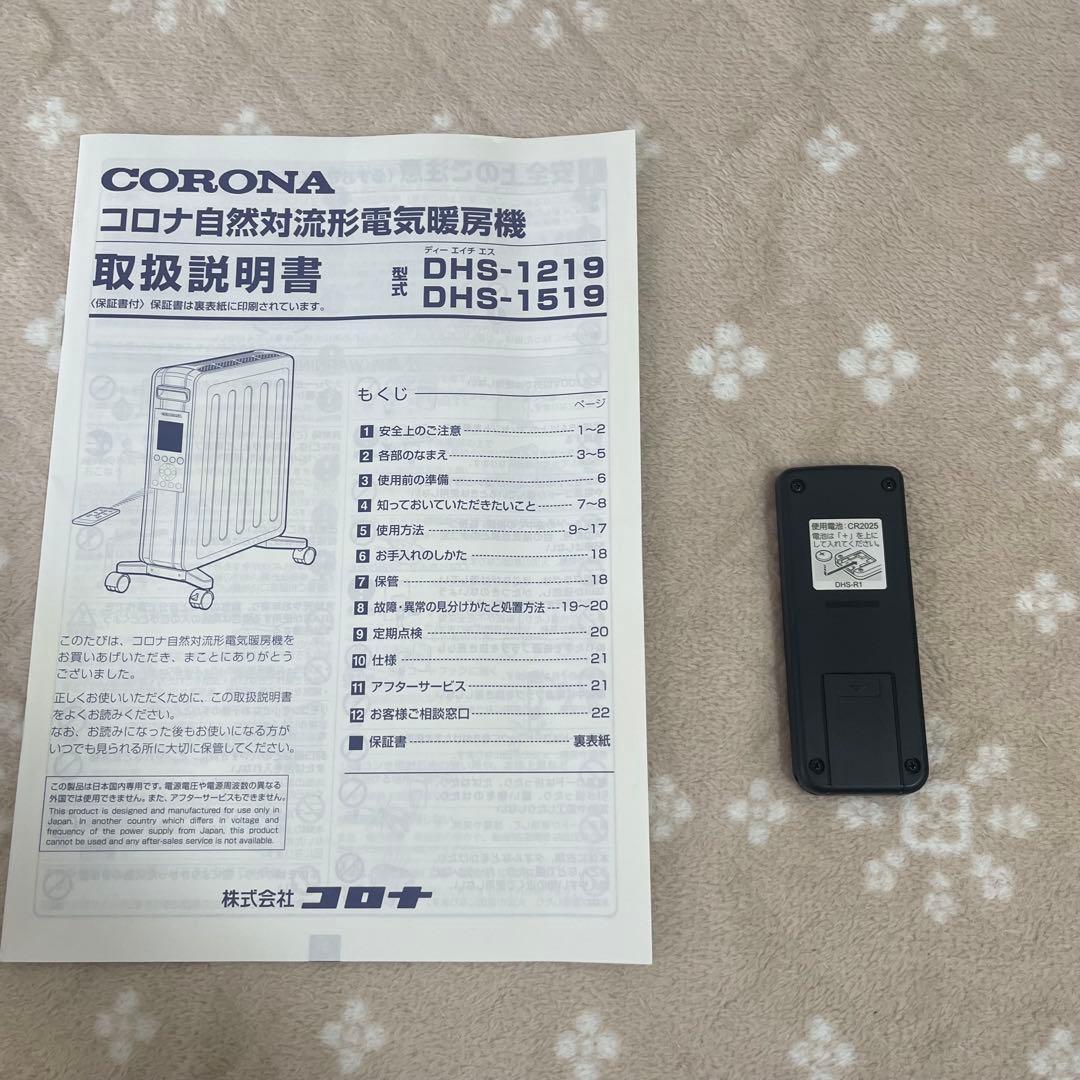 CORONA
コロナ自然対流形電気暖房機
取扱説明書
〈保証書付〉保証書は裏表紙に印刷されています。
型式
ディー エイチ エス
DHS-1219
DHS-1519
もくじ
ページ
1 安全上のご注意 1〜2
2 各部のなまえ 3〜5
3 使用前の準備 6
4 知っておいていただきたいこと 7〜8
5 使用方法 9〜17
6 お手入れのしかた 18
7 保管 18
8 故障・異常の見分けかたと処置方法 19〜20
9 定期点検 20
10 仕様 21
11 アフターサービス 21
12 お客様ご相談窓口 22
■ 保証書 裏表紙
このたびは、コロナ自然対流形電気暖房機を
お買いあげいただき、まことにありがとう
ございました。
正しくお使いいただくために、この取扱説明書
をよくお読みください。
なお、お読みになった後もお使いになる方が
いつでも見られる所に大切に保管してください。
この製品は日本国内専用です。電源電圧や電源周波数の異なる
外国では使用できません。また、アフターサービスもできません。
This product is designed and manufactured for use only in
Japan. In another country which differs in voltage and
frequency of the power supply from Japan, this product
cannot be used and any after-sales service is not available.
株式会社 コロナ
使用電池：CR2025
電池は「＋」を上に
して入れてください。
DHS-R1